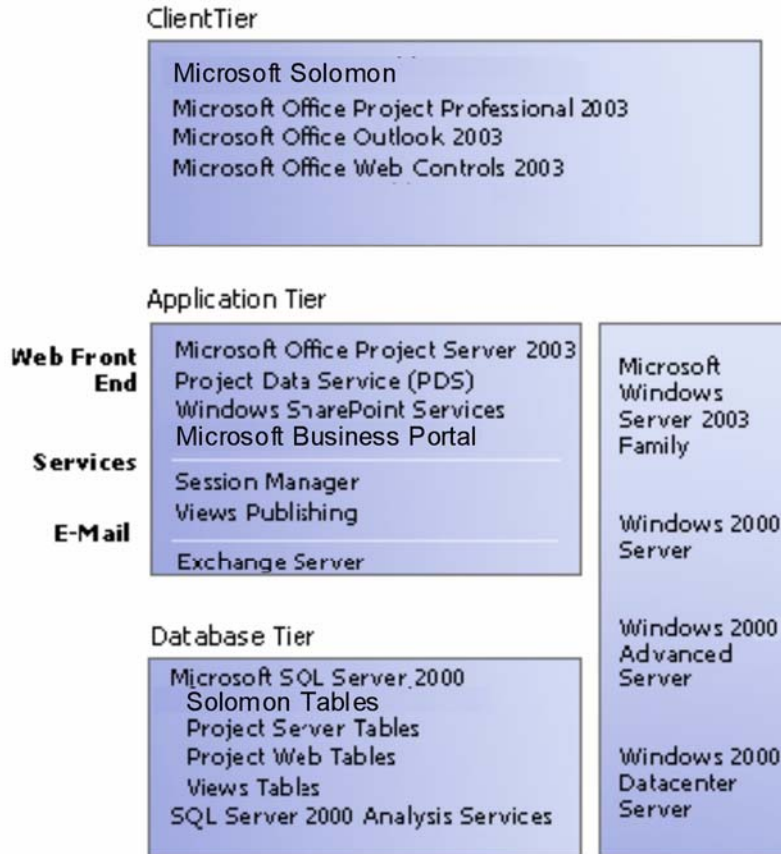 ClientTier
Microsoft Solomon
Microsoft Office Project Professional 2003
Microsoft Office Outlook 2003
Microsoft Office Web Controls 2003
Application Tier
Web Front
End
Services
E-Mail
Microsoft Office Project Server 2003
Project Data Service (PDS)
Windows SharePoint Services
Microsoft Business Portal
Session Manager
Views Publishing
Exchange Server
Microsoft
Windows
Server 2003
Family
Windows 2000
Server
Windows 2000
Advanced
Server
Windows 2000
Datacenter
Server
Database Tier
Microsoft SQL Server 2000
Solomon Tables
Project Server Tables
Project Web Tables
Views Tables
SQL Server 2000 Analysis Services